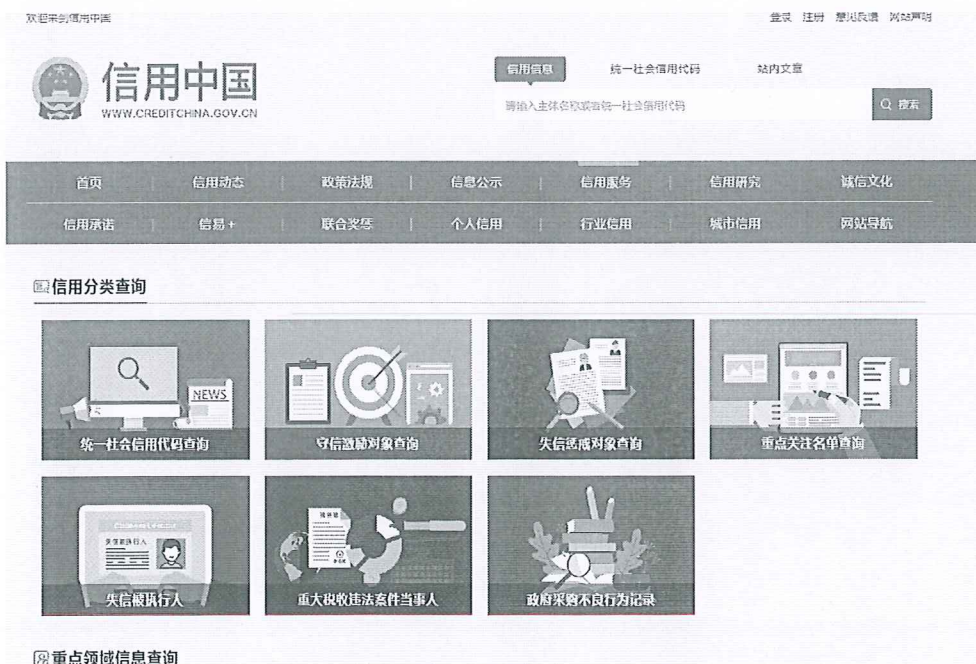 欢迎来到信用中国
登录 注册 意见反馈 网站声明
信用中国
WWW.CREDITCHINA.GOV.CN
信用信息 统一社会信用代码 站内文章
请输入主体名称或者统一社会信用代码 搜索
首页 信用动态 政策法规 信息公示 信用服务 信用研究 诚信文化
信用承诺 信易+ 联合奖惩 个人信用 行业信用 城市信用 网站导航
信用分类查询
NEWS
统一社会信用代码查询 守信激励对象查询 失信惩戒对象查询 重点关注名单查询
失信被执行人
失信被执行人 重大税收违法案件当事人 政府采购不良行为记录
重点领域信息查询